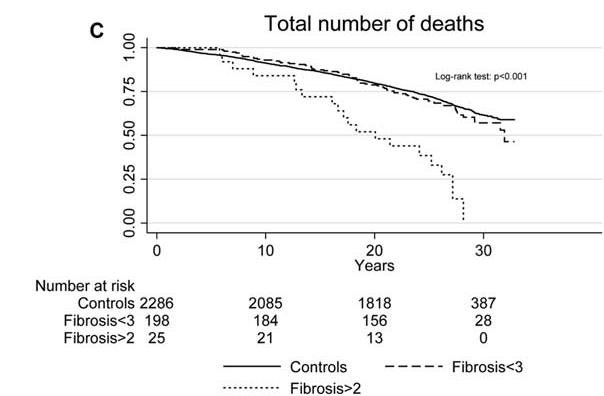 C
Total number of deaths
1.00
0.75
0.50
0.25
0.00
Log-rank test: p<0.001
0 10 20 30
Years
Number at risk
Controls 2286 2085 1818 387
Fibrosis<3 198 184 156 28
Fibrosis>2 25 21 13 0
Controls Fibrosis<3
Fibrosis>2